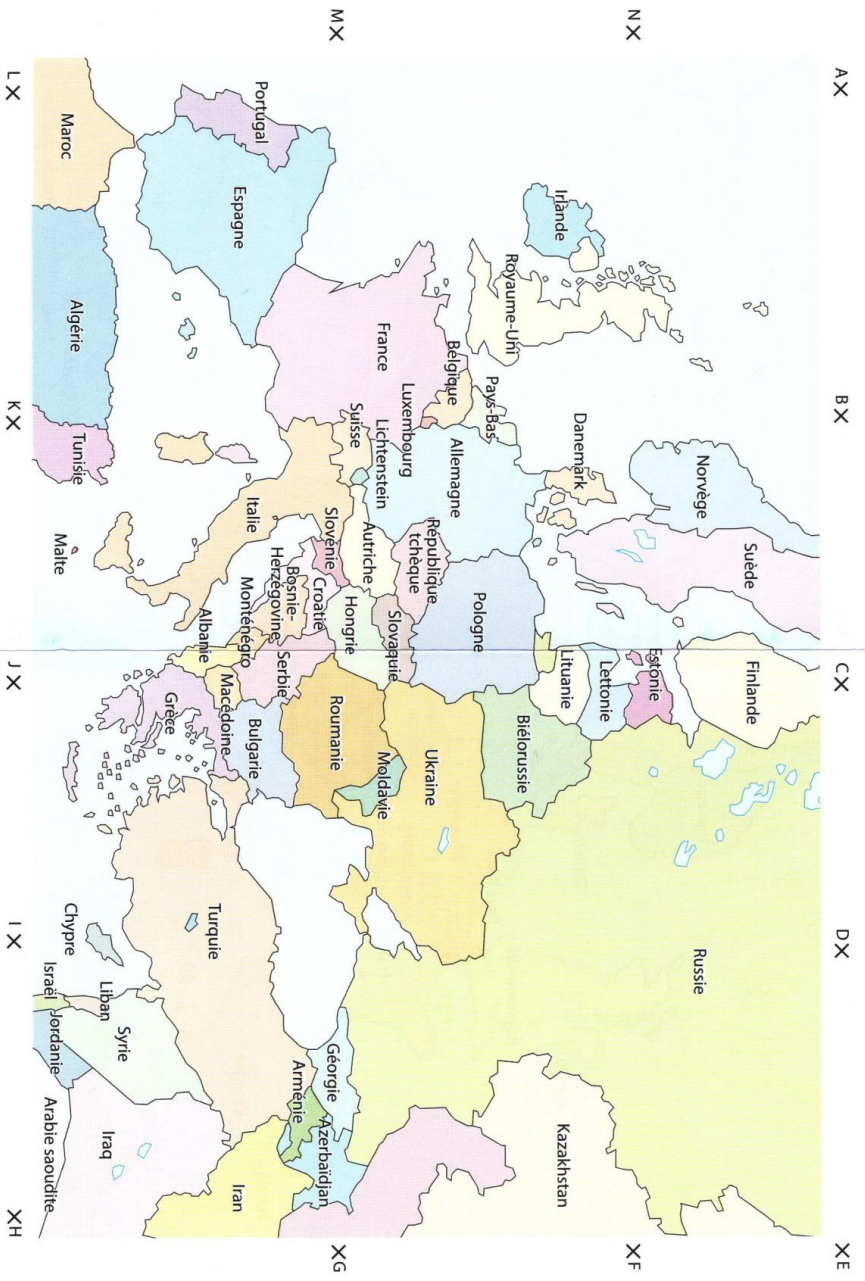 A X
B X
C X
D X
X E
N X
X F
M X
X G
L X
K X
J X
I X
X H
Norvège
Suède
Finlande
Russie
Estonie
Lettonie
Lituanie
Danemark
Irlande
Royaume-Uni
Pays-Bas
Belgique
Luxembourg
Lichtenstein
Allemagne
Pologne
Biélorussie
Kazakhstan
République
tchèque
Slovaquie
Ukraine
Moldavie
France
Suisse
Autriche
Hongrie
Roumanie
Slovénie
Croatie
Bosnie-
Herzégovine
Monténégro
Serbie
Bulgarie
Macédoine
Albanie
Grèce
Italie
Malte
Portugal
Espagne
Maroc
Algérie
Tunisie
Turquie
Chypre
Géorgie
Arménie
Azerbaïdjan
Iran
Iraq
Syrie
Liban
Israël
Jordanie
Arabie saoudite